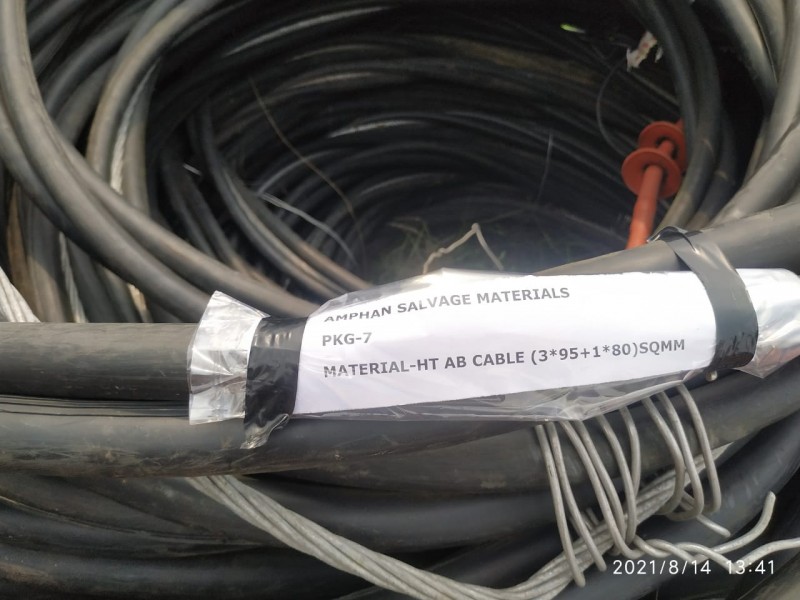 AMPHAN SALVAGE MATERIALS
PKG-7
MATERIAL-HT AB CABLE (3*95+1*80)SQMM
2021/8/14 13:41